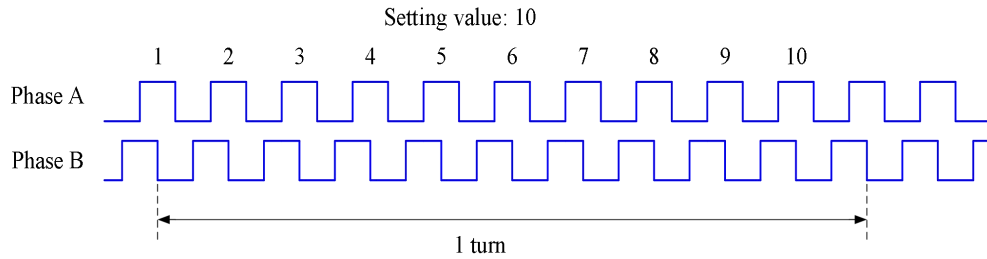 Setting value: 10
1 2 3 4 5 6 7 8 9 10
Phase A
Phase B
1 turn